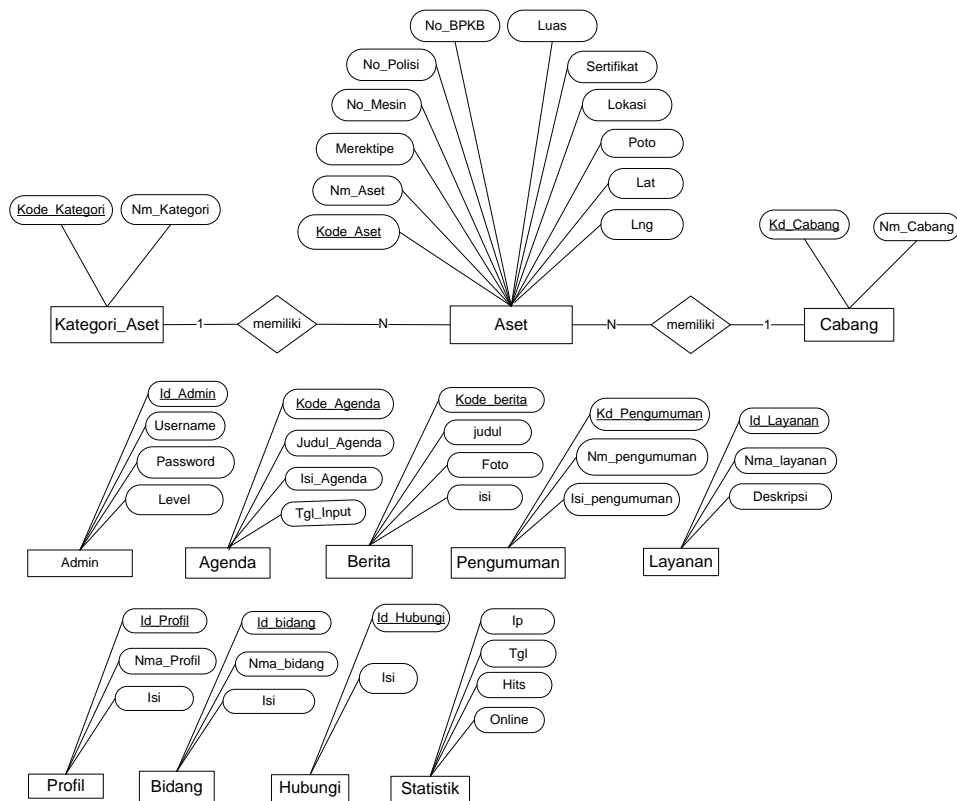 No_BPKB
Luas
No_Polisi
Sertifikat
No_Mesin
Lokasi
Merektipe
Poto
Nm_Aset
Lat
Kode_Aset
Lng
Kode_Kategori
Nm_Kategori
Kd_Cabang
Nm_Cabang
Kategori_Aset
1
memiliki
N
Aset
N
memiliki
1
Cabang
Id_Admin
Username
Password
Level
Admin
Kode_Agenda
Judul_Agenda
Isi_Agenda
Tgl_Input
Agenda
Kode_berita
judul
Foto
isi
Berita
Kd_Pengumuman
Nm_pengumuman
Isi_pengumuman
Pengumuman
Id_Layanan
Nma_layanan
Deskripsi
Layanan
Id_Profil
Nma_Profil
Isi
Profil
Id_bidang
Nma_bidang
Isi
Bidang
Id_Hubungi
Isi
Hubungi
Ip
Tgl
Hits
Online
Statistik